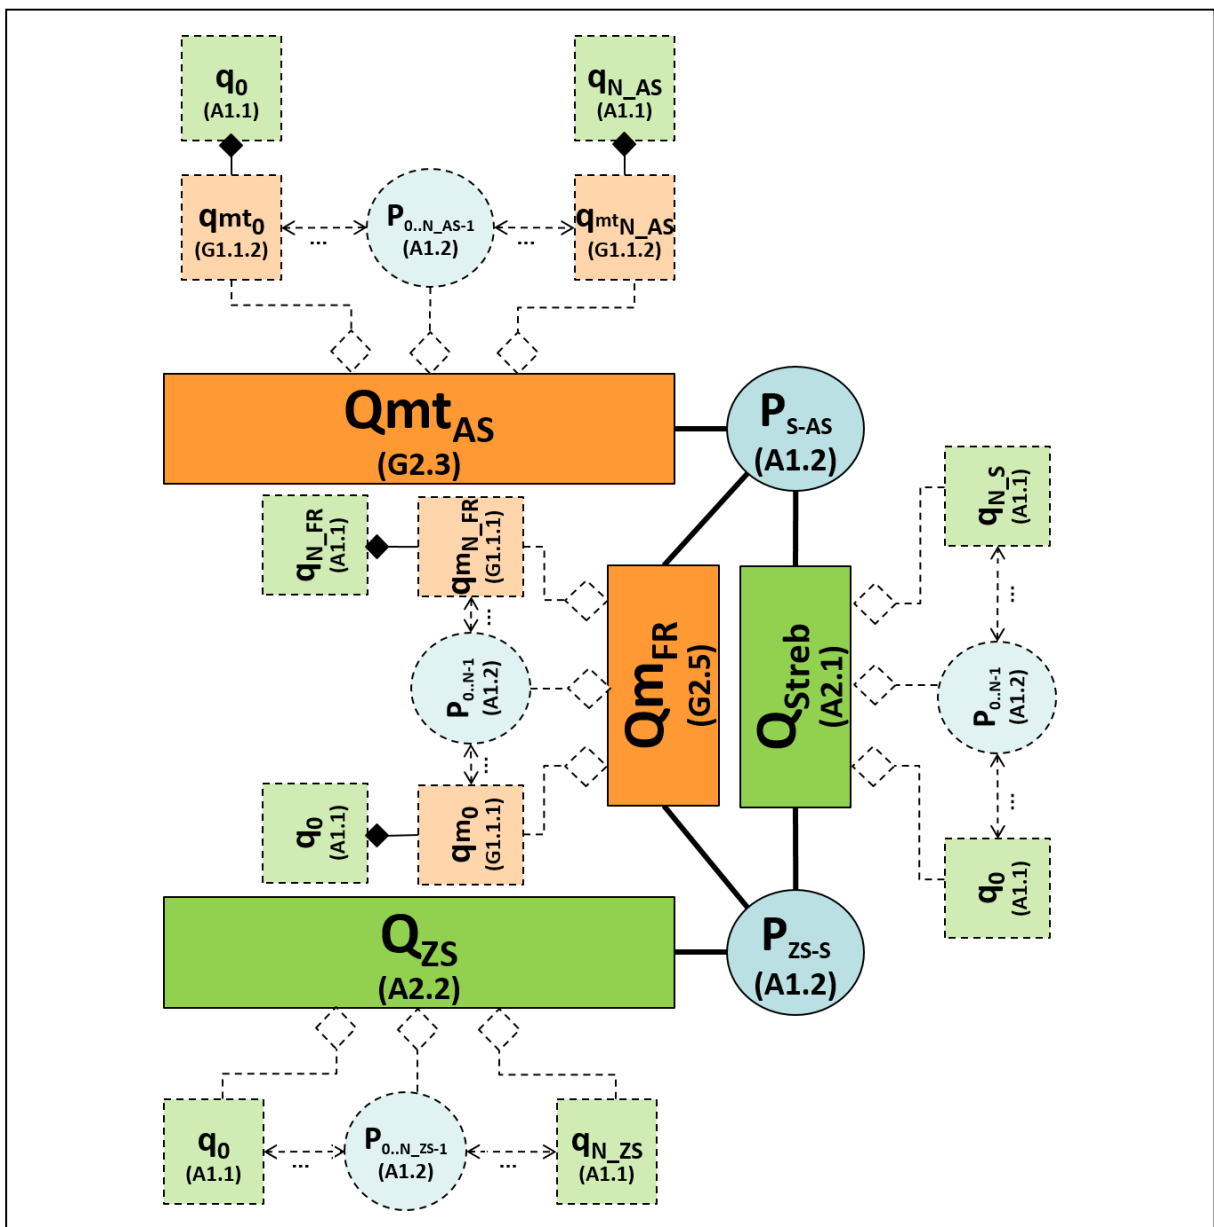 q0
(A1.1)
qN_AS
(A1.1)
qmt0
(G1.1.2)
...
P0..N_AS-1
(A1.2)
...
qmtN_AS
(G1.1.2)
QmtAS
(G2.3)
PS-AS
(A1.2)
qN_FR
(A1.1)
qmN_FR
(G1.1.1)
...
P0..N-1
(A1.2)
...
q0
(A1.1)
qm0
(G1.1.1)
QmFR
(G2.5)
QStreb
(A2.1)
qN_S
(A1.1)
...
P0..N-1
(A1.2)
...
q0
(A1.1)
QZS
(A2.2)
PZS-S
(A1.2)
q0
(A1.1)
...
P0..N_ZS-1
(A1.2)
...
qN_ZS
(A1.1)